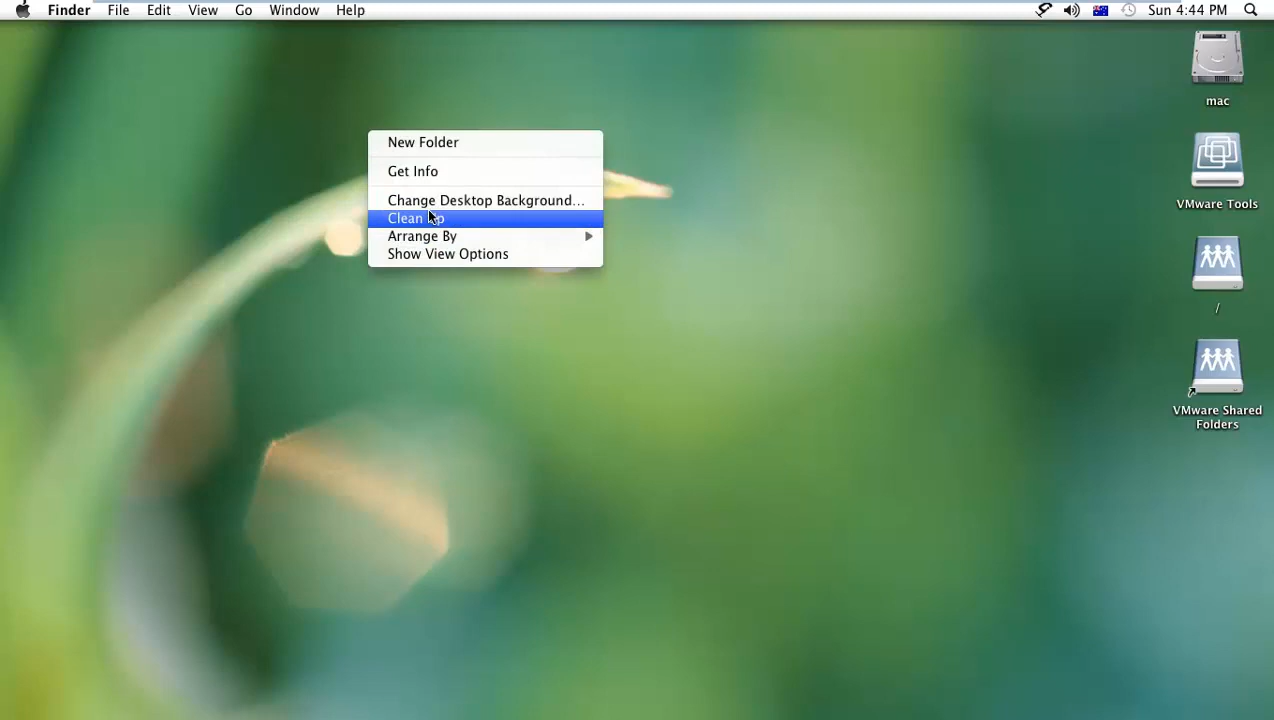 Finder File Edit View Go Window Help Sun 4:44 PM
mac
New Folder
Get Info
VMware Tools
Change Desktop Background...
Clean Up
Arrange By
Show View Options
/
VMware Shared
Folders